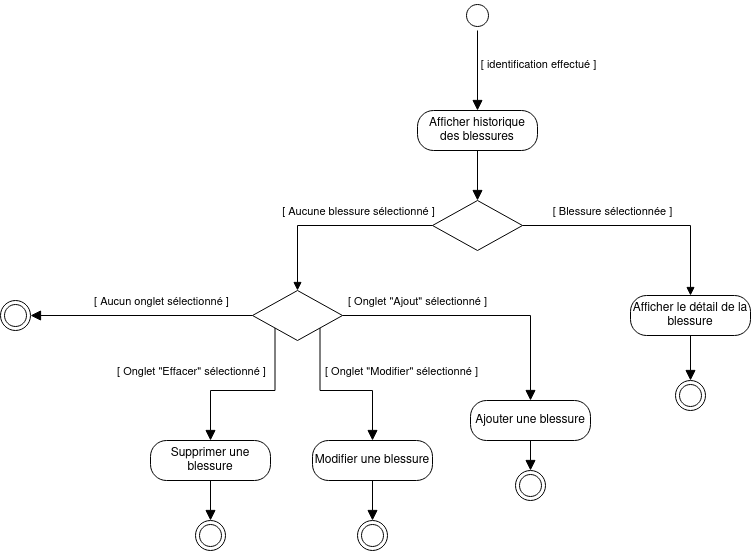 [ identification effectué ]
Afficher historique
des blessures
[ Aucune blessure sélectionné ]
[ Blessure sélectionnée ]
[ Aucun onglet sélectionné ]
[ Onglet "Ajout" sélectionné ]
Afficher le détail de la
blessure
[ Onglet "Effacer" sélectionné ]
[ Onglet "Modifier" sélectionné ]
Ajouter une blessure
Supprimer une
blessure
Modifier une blessure